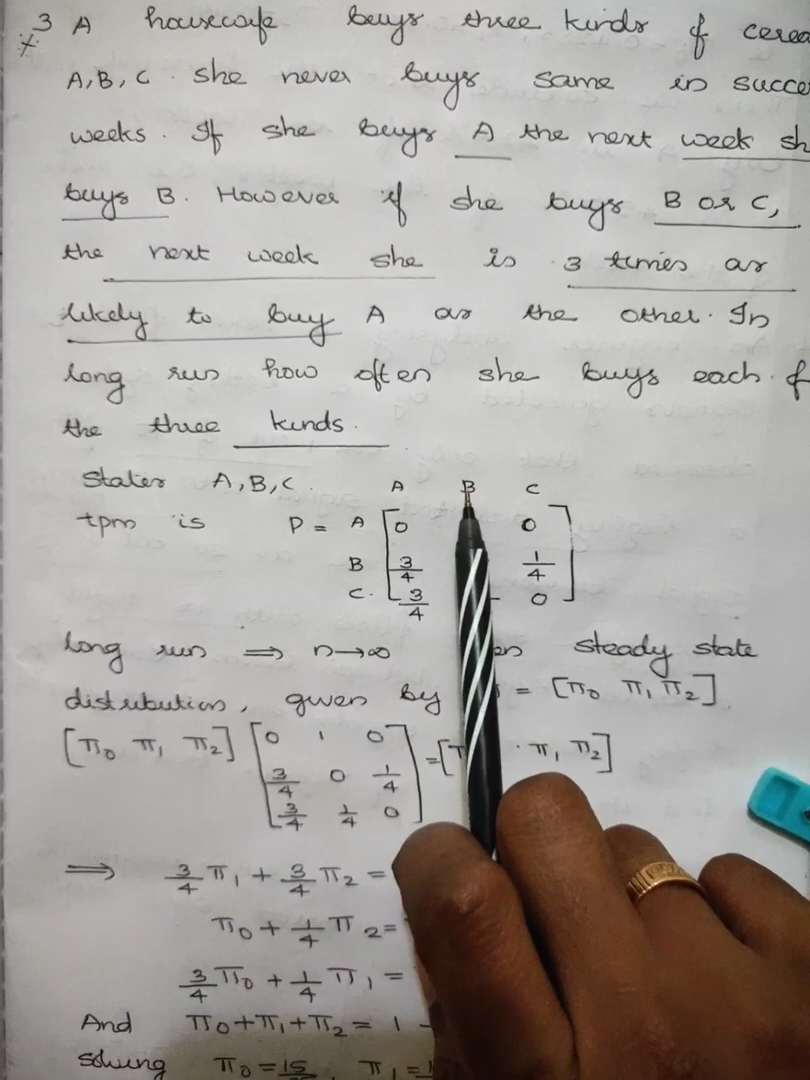 3 A housewife buys three kinds of cerea
A, B, C. she never buys same in succe
weeks. If she buys A the next week sh
buys B. However if she buys B or C,
the next week she is 3 times as
likely to buy A as the other. In
long run how often she buys each of
the three kinds.
states A, B, C. A B C
tpm is P = A [0 0]
B 3/4 1/4
C. 3/4 0
long run ⟹ n→∞ steady state
distribution, given by = [π0 π1 π2]
[π0 π1 π2] [0 1 0 = [π · π1 π2]
3/4 0 1/4
3/4 1/4 0]
⟹ 3/4 π1 + 3/4 π2 =
π0 + 1/4 π2 =
3/4 π0 + 1/4 π1 =
And π0 + π1 + π2 = 1 -
solving π0 = 15 π1 = 1